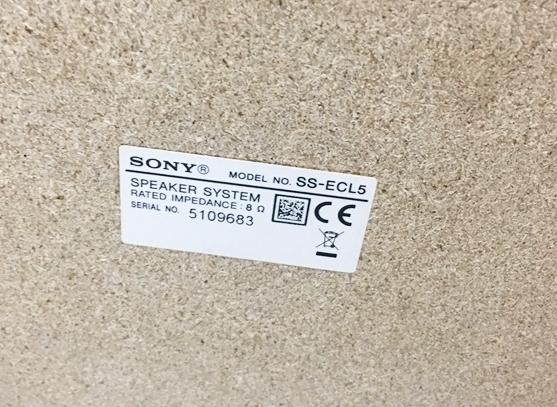 SONY® MODEL NO. SS-ECL5
SPEAKER SYSTEM
RATED IMPEDANCE : 8 Ω
SERIAL NO. 5109683
CE